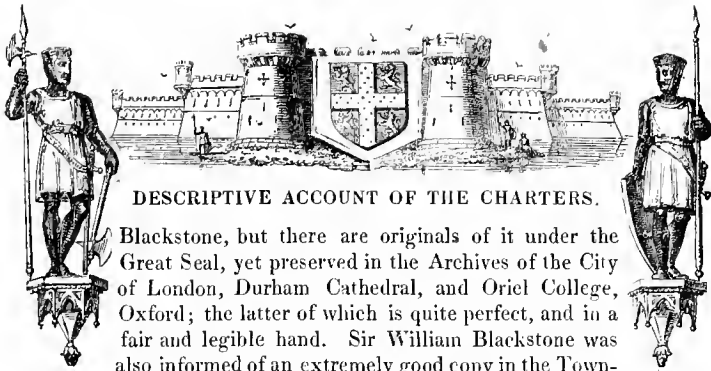 DESCRIPTIVE ACCOUNT OF THE CHARTERS.
Blackstone, but there are originals of it under the
Great Seal, yet preserved in the Archives of the City
of London, Durham Cathedral, and Oriel College,
Oxford; the latter of which is quite perfect, and in a
fair and legible hand. Sir William Blackstone was
also informed of an extremely good copy in the Town-